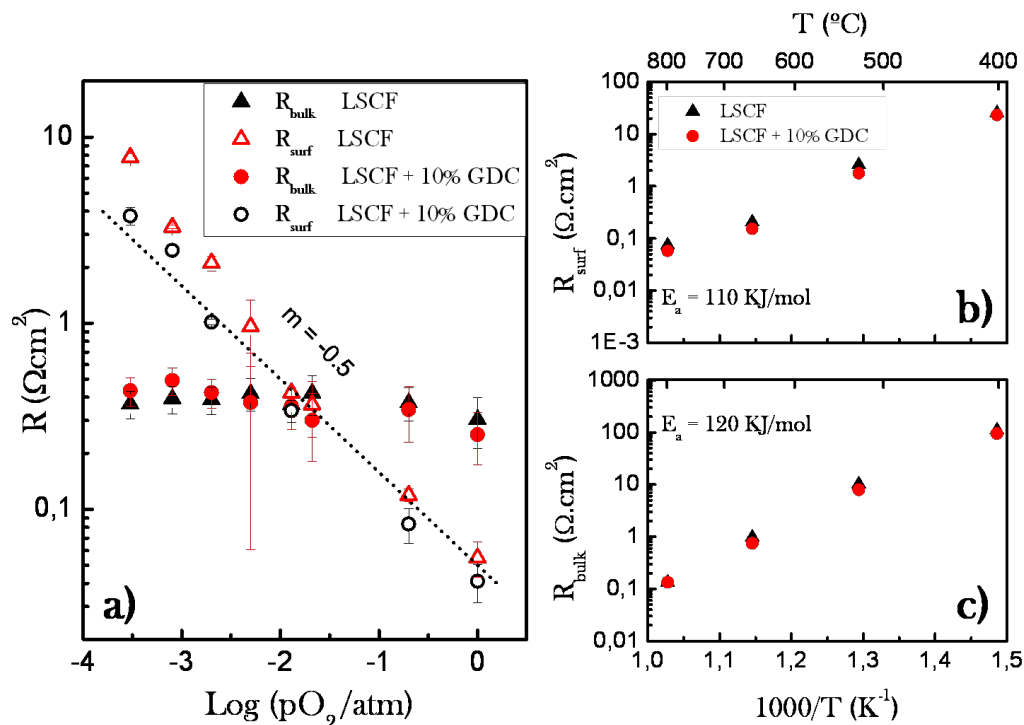 R_bulk LSCF
R_surf LSCF
R_bulk LSCF + 10% GDC
R_surf LSCF + 10% GDC
10
1
0,1
R (Ωcm²)
m = -0.5
a)
-4 -3 -2 -1 0
Log (pO₂/atm)
T (ºC)
800 700 600 500 400
100
10
1
0,1
0,01
1E-3
R_surf (Ω.cm²)
LSCF
LSCF + 10% GDC
E_a = 110 KJ/mol
b)
1000
100
10
1
0,1
0,01
R_bulk (Ω.cm²)
E_a = 120 KJ/mol
c)
1,0 1,1 1,2 1,3 1,4 1,5
1000/T (K⁻¹)